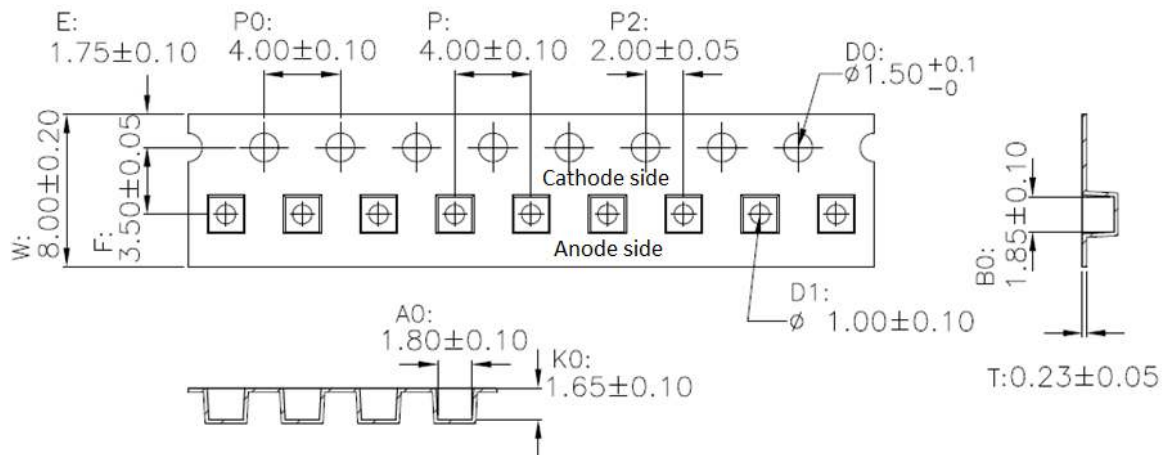 E:
1.75±0.10
P0:
4.00±0.10
P:
4.00±0.10
P2:
2.00±0.05
D0:
⌀1.50 +0.1
-0
W:
8.00±0.20
F:
3.50±0.05
Cathode side
Anode side
B0:
1.85±0.10
D1:
⌀ 1.00±0.10
A0:
1.80±0.10
K0:
1.65±0.10
T:0.23±0.05